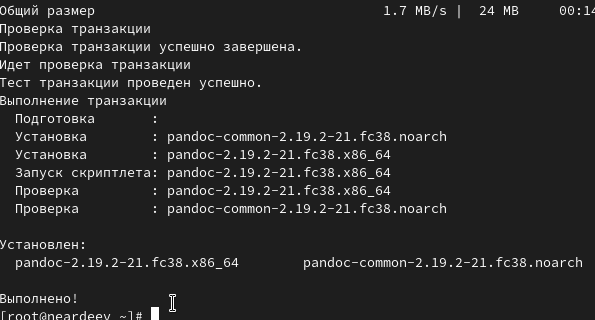 Общий размер 1.7 MB/s | 24 MB 00:14
Проверка транзакции
Проверка транзакции успешно завершена.
Идет проверка транзакции
Тест транзакции проведен успешно.
Выполнение транзакции
Подготовка :
Установка : pandoc-common-2.19.2-21.fc38.noarch
Установка : pandoc-2.19.2-21.fc38.x86_64
Запуск скриптлета: pandoc-2.19.2-21.fc38.x86_64
Проверка : pandoc-2.19.2-21.fc38.x86_64
Проверка : pandoc-common-2.19.2-21.fc38.noarch
Установлен:
pandoc-2.19.2-21.fc38.x86_64 pandoc-common-2.19.2-21.fc38.noarch
Выполнено!
[root@neardeev ~]#